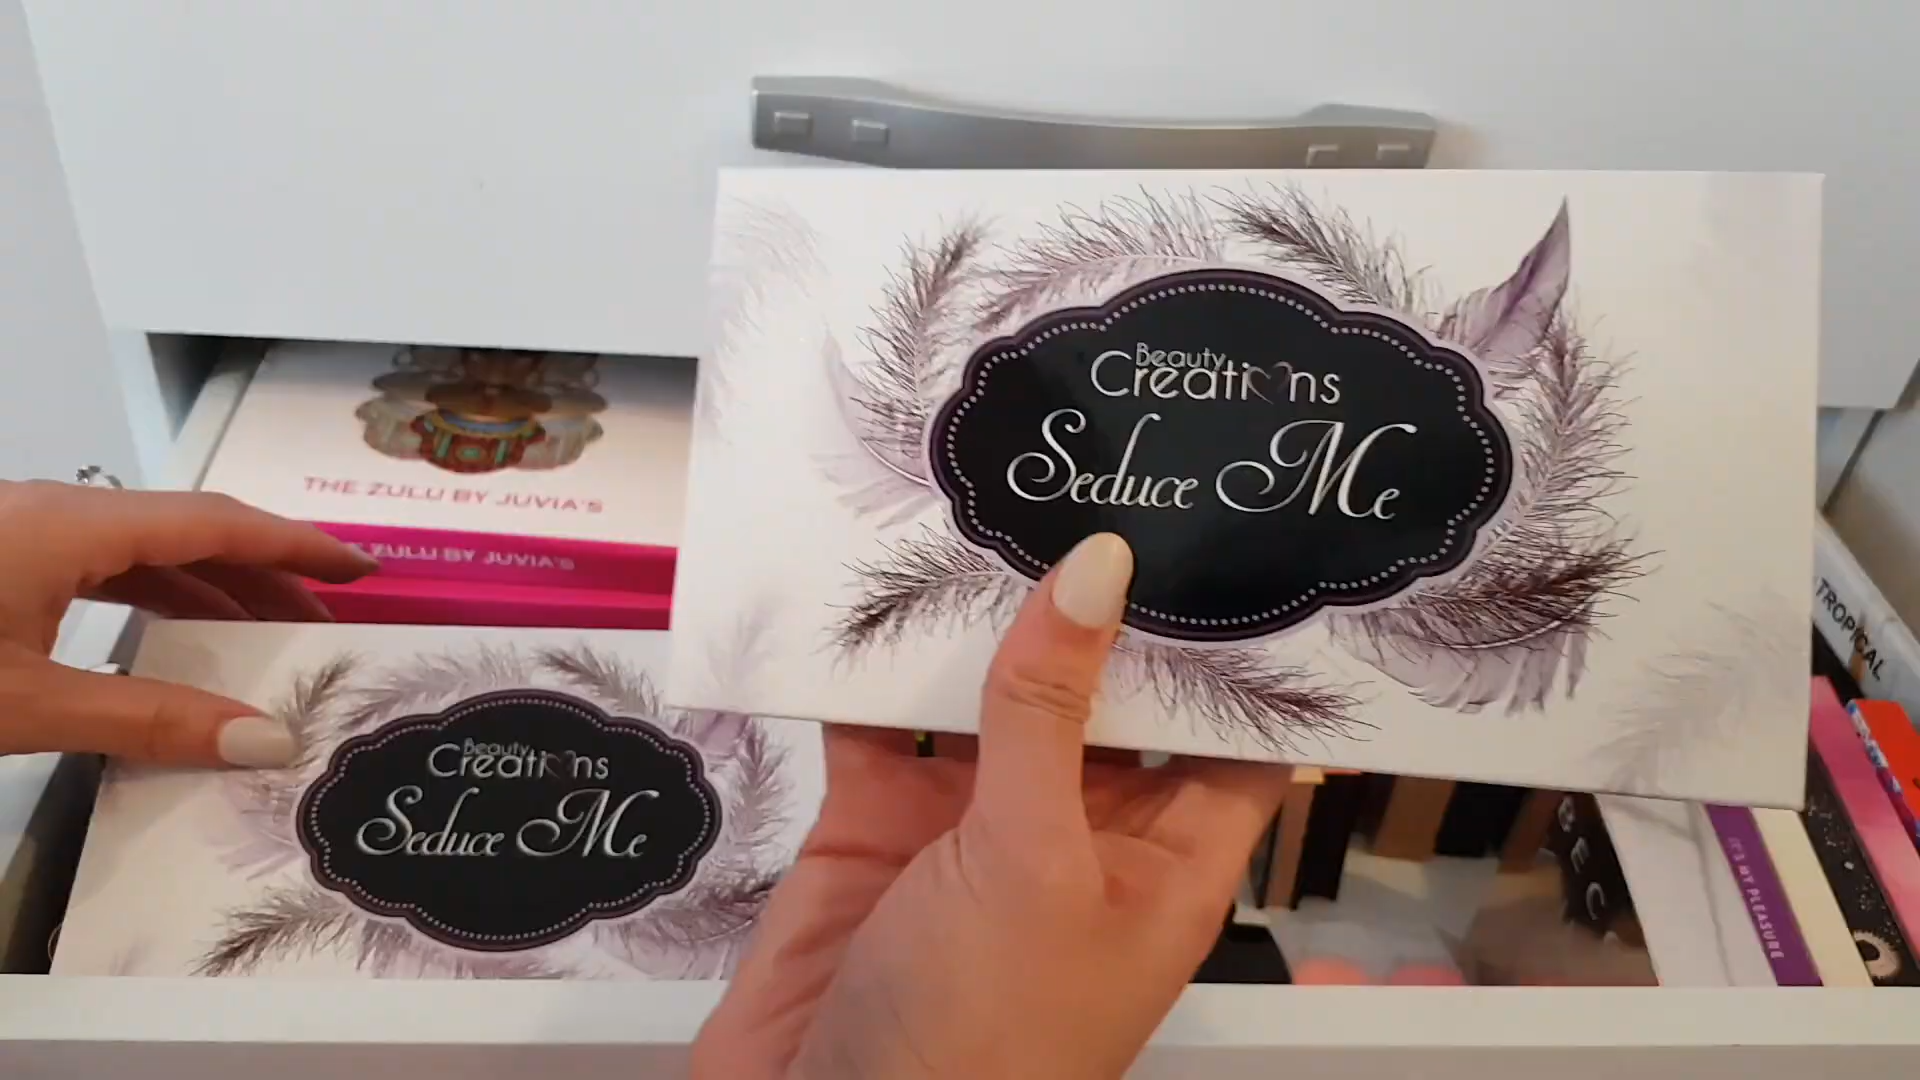 THE ZULU BY JUVIA'S
ZULU BY JUVIA'S
Beauty
Creations
Seduce Me
Beauty
Creations
Seduce Me
TROPICAL
BEC
IT'S MY PLEASURE